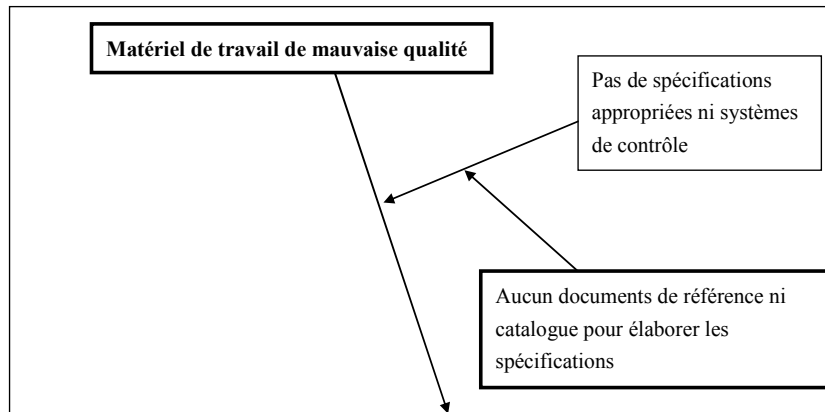 Matériel de travail de mauvaise qualité
Pas de spécifications
appropriées ni systèmes
de contrôle
Aucun documents de référence ni
catalogue pour élaborer les
spécifications